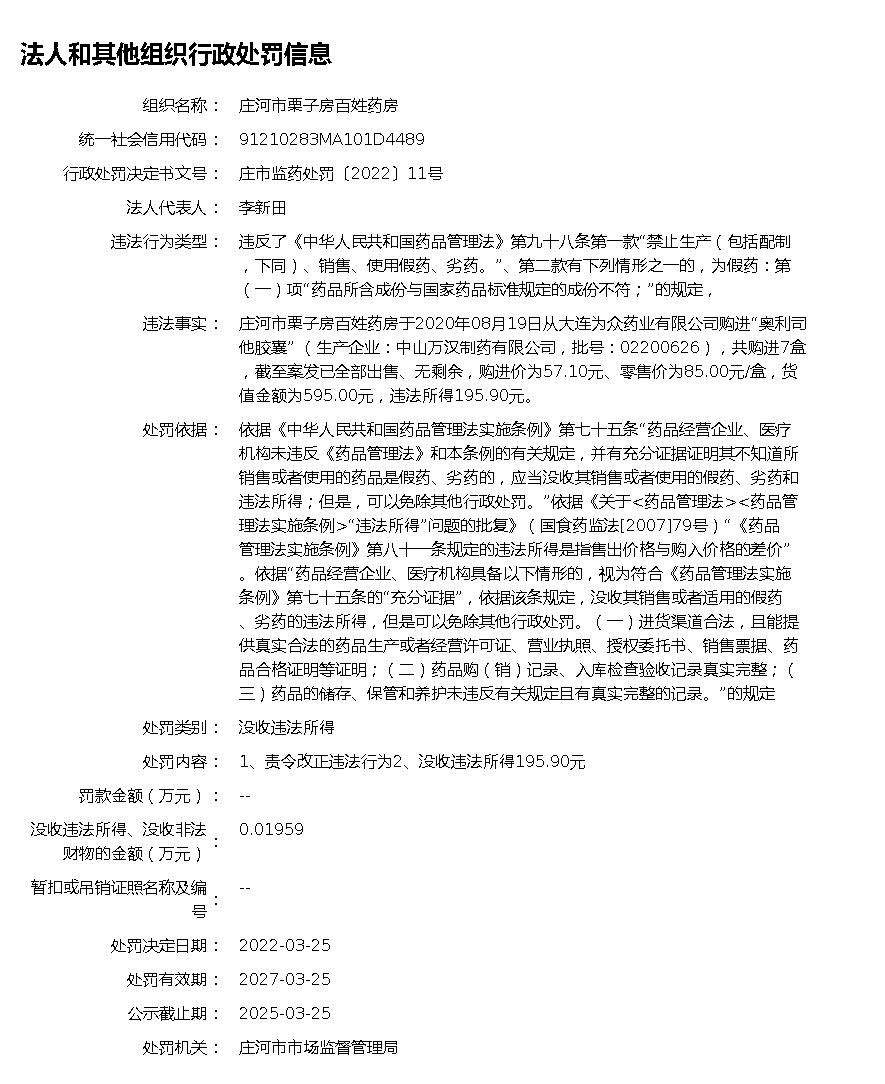 法人和其他组织行政处罚信息
组织名称： 庄河市栗子房百姓药房
统一社会信用代码： 91210283MA101D4489
行政处罚决定书文号： 庄市监药处罚〔2022〕11号
法人代表人： 李新田
违法行为类型： 违反了《中华人民共和国药品管理法》第九十八条第一款“禁止生产（包括配制
，下同）、销售、使用假药、劣药。”、第二款有下列情形之一的，为假药：第
（一）项“药品所含成份与国家药品标准规定的成份不符；”的规定，
违法事实： 庄河市栗子房百姓药房于2020年08月19日从大连为众药业有限公司购进“奥利司
他胶囊”（生产企业：中山万汉制药有限公司，批号：02200626），共购进7盒
，截至案发已全部出售、无剩余，购进价为57.10元、零售价为85.00元/盒，货
值金额为595.00元，违法所得195.90元。
处罚依据： 依据《中华人民共和国药品管理法实施条例》第七十五条“药品经营企业、医疗
机构未违反《药品管理法》和本条例的有关规定，并有充分证据证明其不知道所
销售或者使用的药品是假药、劣药的，应当没收其销售或者使用的假药、劣药和
违法所得；但是，可以免除其他行政处罚。”依据《关于<药品管理法><药品管
理法实施条例>“违法所得”问题的批复》（国食药监法[2007]79号）“《药品
管理法实施条例》第八十一条规定的违法所得是指售出价格与购入价格的差价”
。依据“药品经营企业、医疗机构具备以下情形的，视为符合《药品管理法实施
条例》第七十五条的“充分证据”，依据该条规定，没收其销售或者适用的假药
、劣药的违法所得，但是可以免除其他行政处罚。（一）进货渠道合法，且能提
供真实合法的药品生产或者经营许可证、营业执照、授权委托书、销售票据、药
品合格证明等证明；（二）药品购（销）记录、入库检查验收记录真实完整；（
三）药品的储存、保管和养护未违反有关规定且有真实完整的记录。”的规定
处罚类别： 没收违法所得
处罚内容： 1、责令改正违法行为2、没收违法所得195.90元
罚款金额（万元）： --
没收违法所得、没收非法
财物的金额（万元）： 0.01959
暂扣或吊销证照名称及编
号： --
处罚决定日期： 2022-03-25
处罚有效期： 2027-03-25
公示截止期： 2025-03-25
处罚机关： 庄河市市场监督管理局